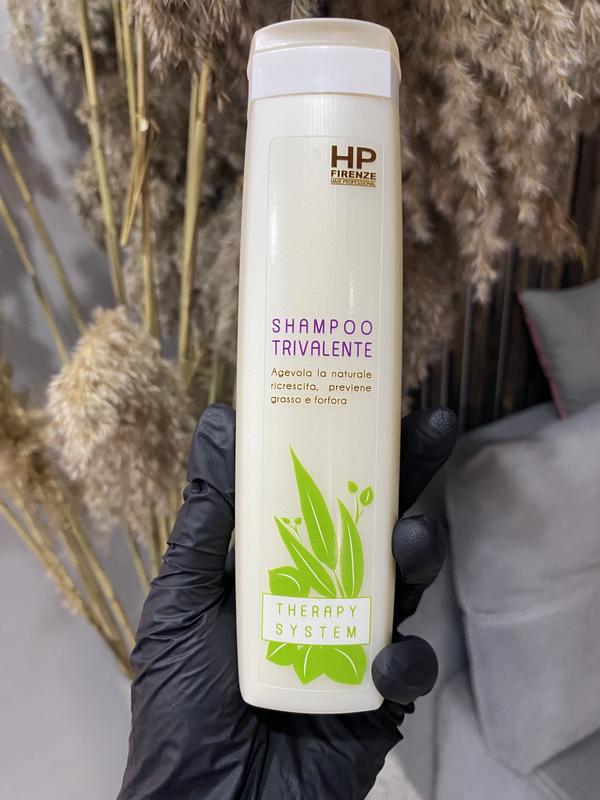 HP
FIRENZE
HAIR PROFESSIONAL
SHAMPOO
TRIVALENTE
Agevola la naturale
ricrescita, previene
grasso e forfora
THERAPY
SYSTEM